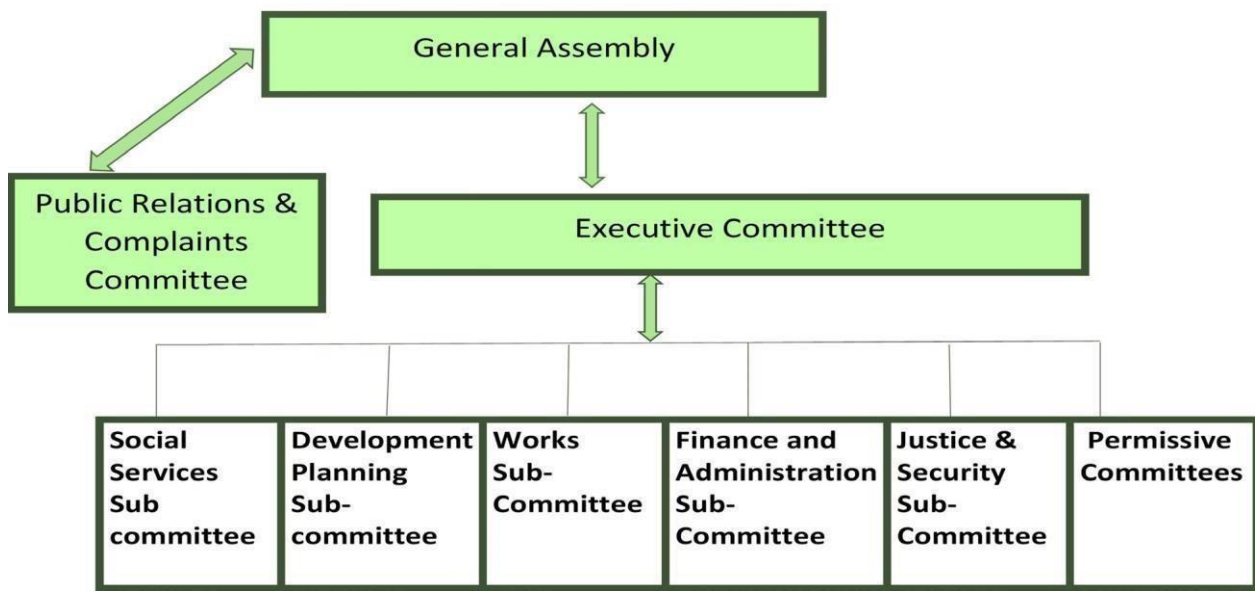 General Assembly
Public Relations &
Complaints
Committee
Executive Committee
Social
Services
Sub
committee
Development
Planning
Sub-
committee
Works
Sub-
Committee
Finance and
Administration
Sub-
Committee
Justice &
Security
Sub-
Committee
Permissive
Committees